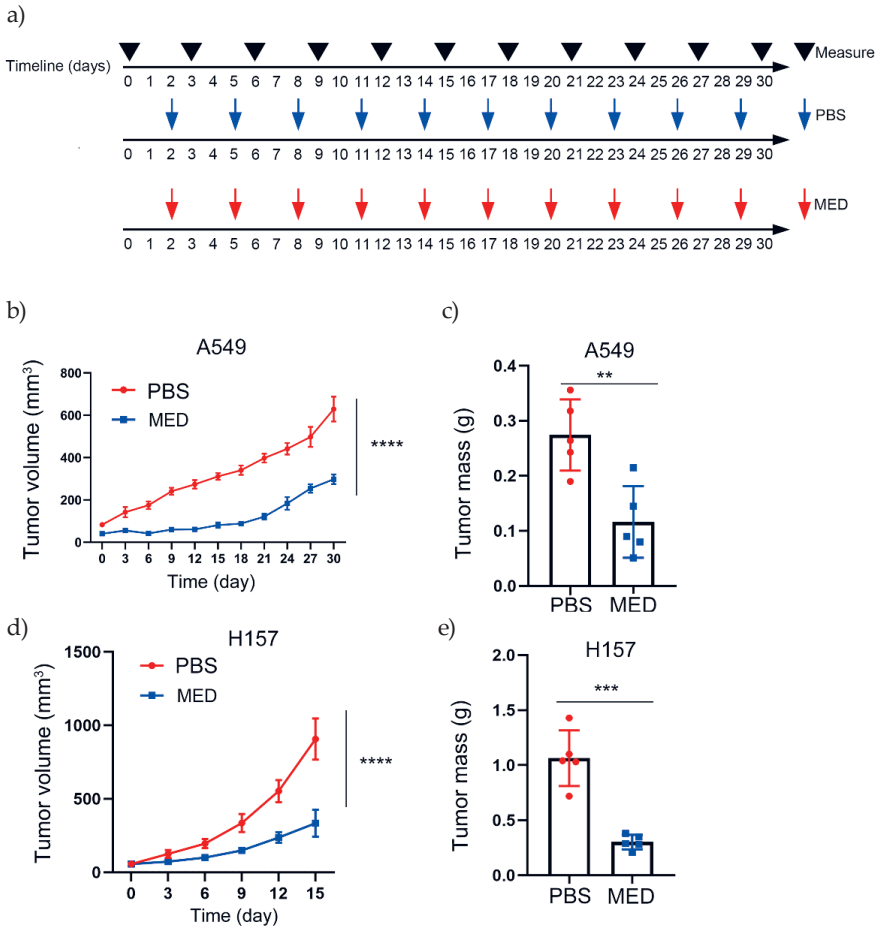 a)
Timeline (days)
Measure
0 1 2 3 4 5 6 7 8 9 10 11 12 13 14 15 16 17 18 19 20 21 22 23 24 25 26 27 28 29 30
PBS
0 1 2 3 4 5 6 7 8 9 10 11 12 13 14 15 16 17 18 19 20 21 22 23 24 25 26 27 28 29 30
MED
0 1 2 3 4 5 6 7 8 9 10 11 12 13 14 15 16 17 18 19 20 21 22 23 24 25 26 27 28 29 30
b)
A549
Tumor volume (mm³)
800
600
400
200
0
PBS
MED
****
0 3 6 9 12 15 18 21 24 27 30
Time (day)
c)
A549
**
Tumor mass (g)
0.4
0.3
0.2
0.1
0.0
PBS MED
d)
H157
Tumor volume (mm³)
1500
1000
500
0
PBS
MED
****
0 3 6 9 12 15
Time (day)
e)
H157
***
Tumor mass (g)
2.0
1.5
1.0
0.5
0.0
PBS MED